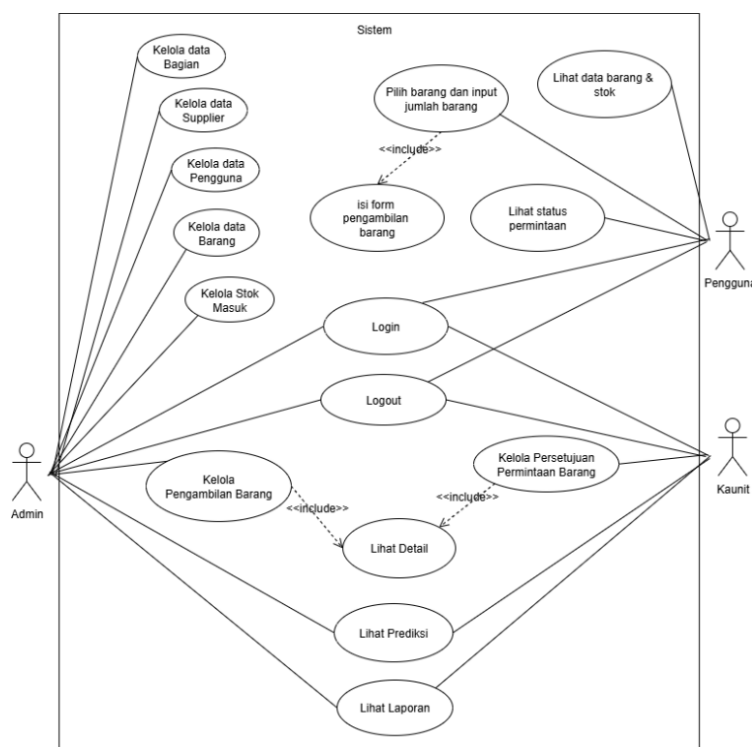 Sistem
Kelola data
Bagian
Kelola data
Supplier
Kelola data
Pengguna
Kelola data
Barang
Kelola Stok
Masuk
Pilih barang dan input
jumlah barang
Lihat data barang &
stok
<<include>>
isi form
pengambilan
barang
Lihat status
permintaan
Pengguna
Login
Logout
Admin
Kelola
Pengambilan Barang
Kelola Persetujuan
Permintaan Barang
Kaunit
<<include>>
<<include>>
Lihat Detail
Lihat Prediksi
Lihat Laporan